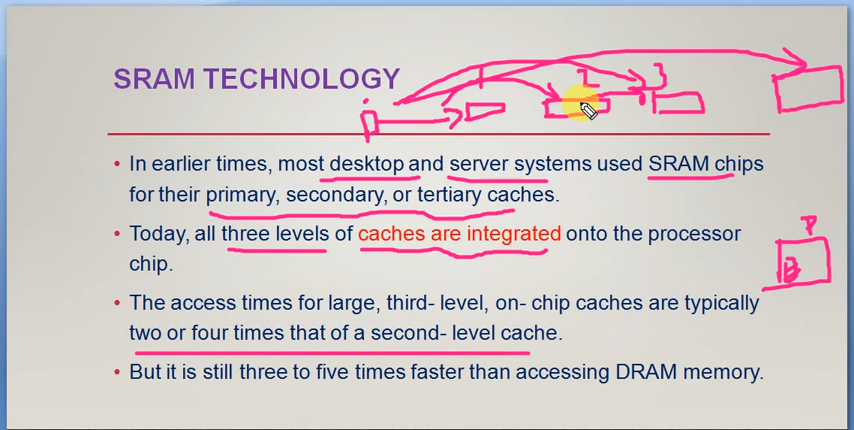 SRAM TECHNOLOGY
1
2
3
• In earlier times, most desktop and server systems used SRAM chips
for their primary, secondary, or tertiary caches.
• Today, all three levels of caches are integrated onto the processor
chip.
P
• The access times for large, third- level, on- chip caches are typically
two or four times that of a second- level cache.
• But it is still three to five times faster than accessing DRAM memory.